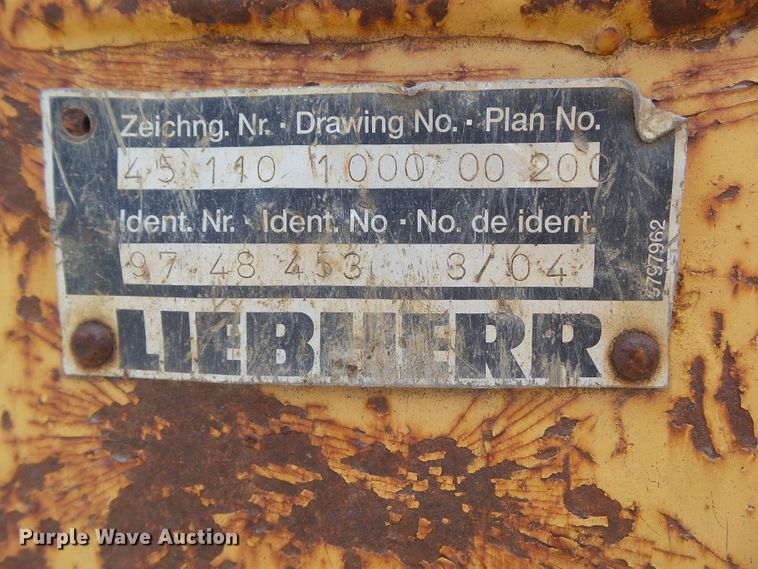 Zeichng. Nr. · Drawing No. · Plan No.
45 110 1000 00 200
Ident. Nr. · Ident. No · No. de ident.
97 48 453 3/04
9797962
LIEBHERR
Purple Wave Auction